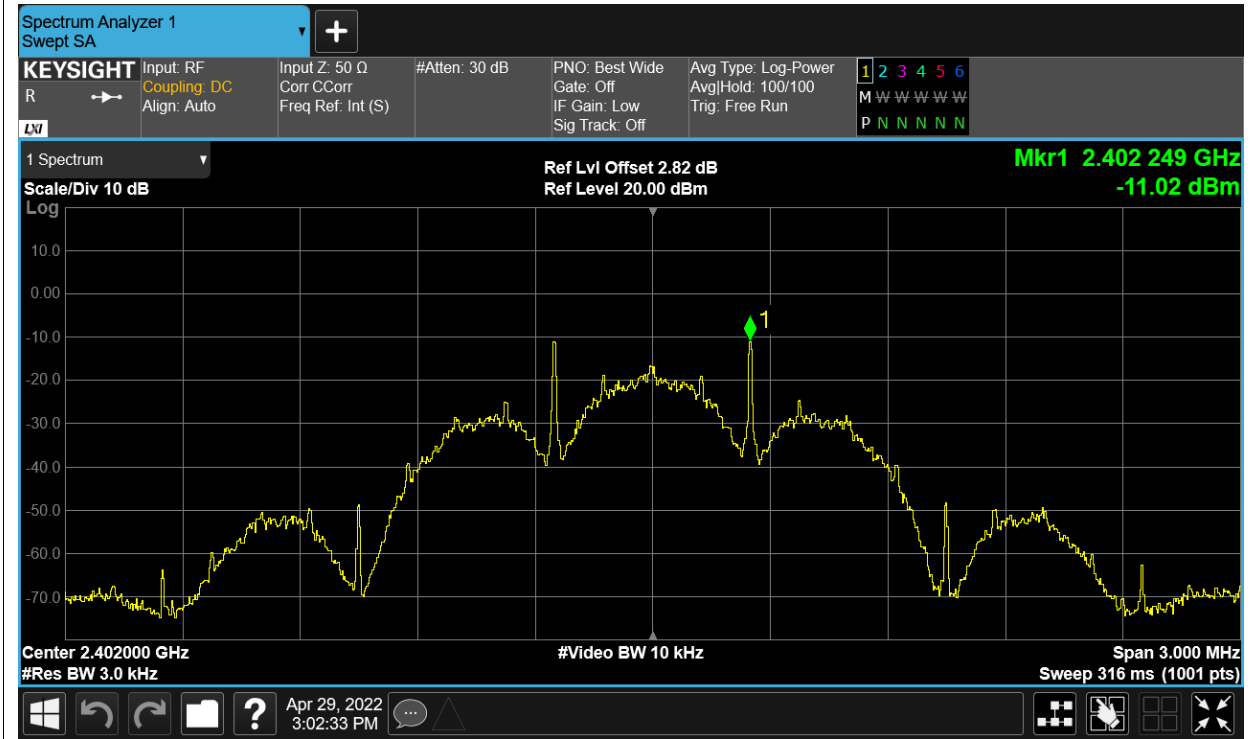 Spectrum Analyzer 1
Swept SA
+
KEYSIGHT
R
LXI
Input: RF
Coupling: DC
Align: Auto
Input Z: 50 Ω
Corr CCorr
Freq Ref: Int (S)
#Atten: 30 dB
PNO: Best Wide
Gate: Off
IF Gain: Low
Sig Track: Off
Avg Type: Log-Power
Avg|Hold: 100/100
Trig: Free Run
1 2 3 4 5 6
M W W W W W W
P N N N N N N
1 Spectrum
Scale/Div 10 dB
Log
Ref Lvl Offset 2.82 dB
Ref Level 20.00 dBm
Mkr1 2.402 249 GHz
-11.02 dBm
10.0
0.00
-10.0
-20.0
-30.0
-40.0
-50.0
-60.0
-70.0
1
Center 2.402000 GHz
#Res BW 3.0 kHz
#Video BW 10 kHz
Span 3.000 MHz
Sweep 316 ms (1001 pts)
?
Apr 29, 2022
3:02:33 PM